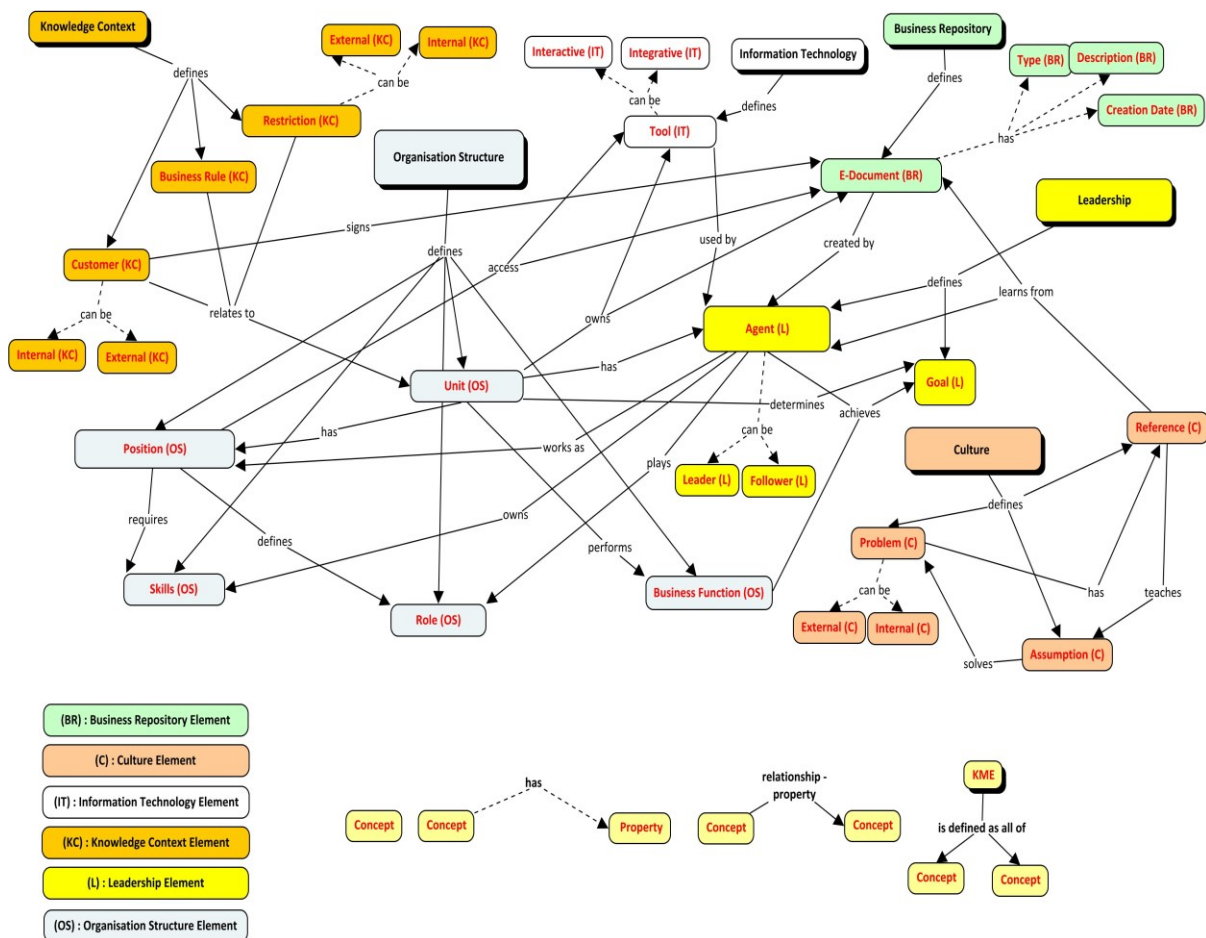 Knowledge Context
External (KC)
Internal (KC)
Interactive (IT)
Integrative (IT)
Information Technology
Business Repository
Type (BR)
Description (BR)
defines
can be
can be
defines
defines
Creation Date (BR)
Restriction (KC)
Tool (IT)
has
Organisation Structure
Business Rule (KC)
E-Document (BR)
Leadership
signs
used by
created by
defines
access
Customer (KC)
defines
learns from
can be
relates to
owns
Agent (L)
Internal (KC)
External (KC)
has
Unit (OS)
Goal (L)
determines
achieves
has
can be
Reference (C)
Position (OS)
works as
Culture
plays
Leader (L)
Follower (L)
requires
owns
defines
defines
performs
Problem (C)
Skills (OS)
Business Function (OS)
can be
has
teaches
Role (OS)
External (C)
Internal (C)
solves
Assumption (C)
(BR) : Business Repository Element
(C) : Culture Element
(IT) : Information Technology Element
(KC) : Knowledge Context Element
(L) : Leadership Element
(OS) : Organisation Structure Element
has
relationship -
property
KME
Concept
Concept
Property
Concept
Concept
is defined as all of
Concept
Concept